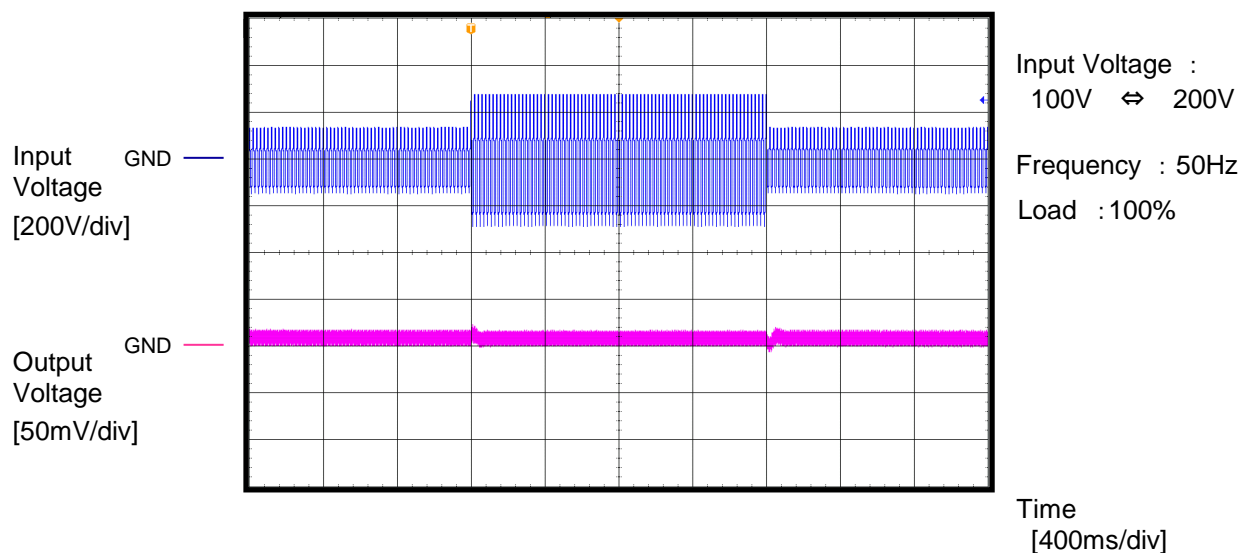 T
Input Voltage :
100V ⇔ 200V
Input
Voltage
[200V/div]
GND
Frequency : 50Hz
Load :100%
Output
Voltage
[50mV/div]
GND
Time
[400ms/div]